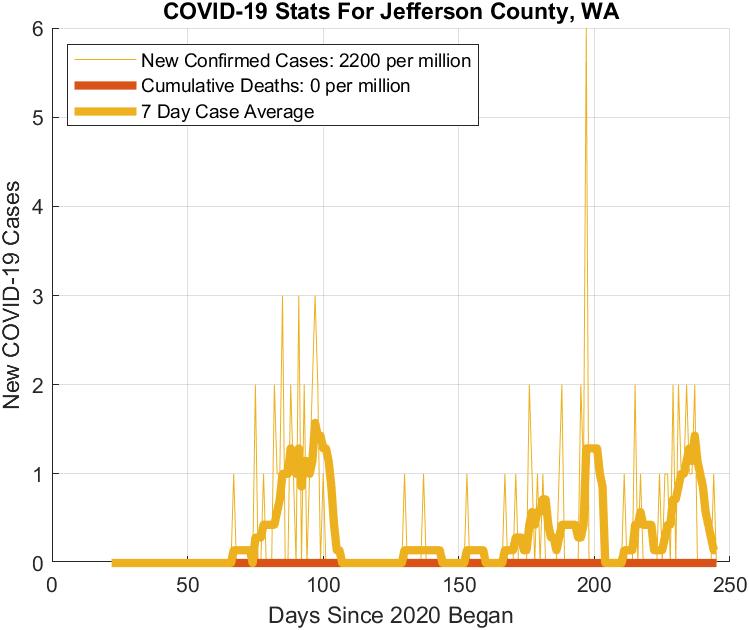 COVID-19 Stats For Jefferson County, WA
New Confirmed Cases: 2200 per million
Cumulative Deaths: 0 per million
7 Day Case Average
New COVID-19 Cases
6
5
4
3
2
1
0
0 50 100 150 200 250
Days Since 2020 Began